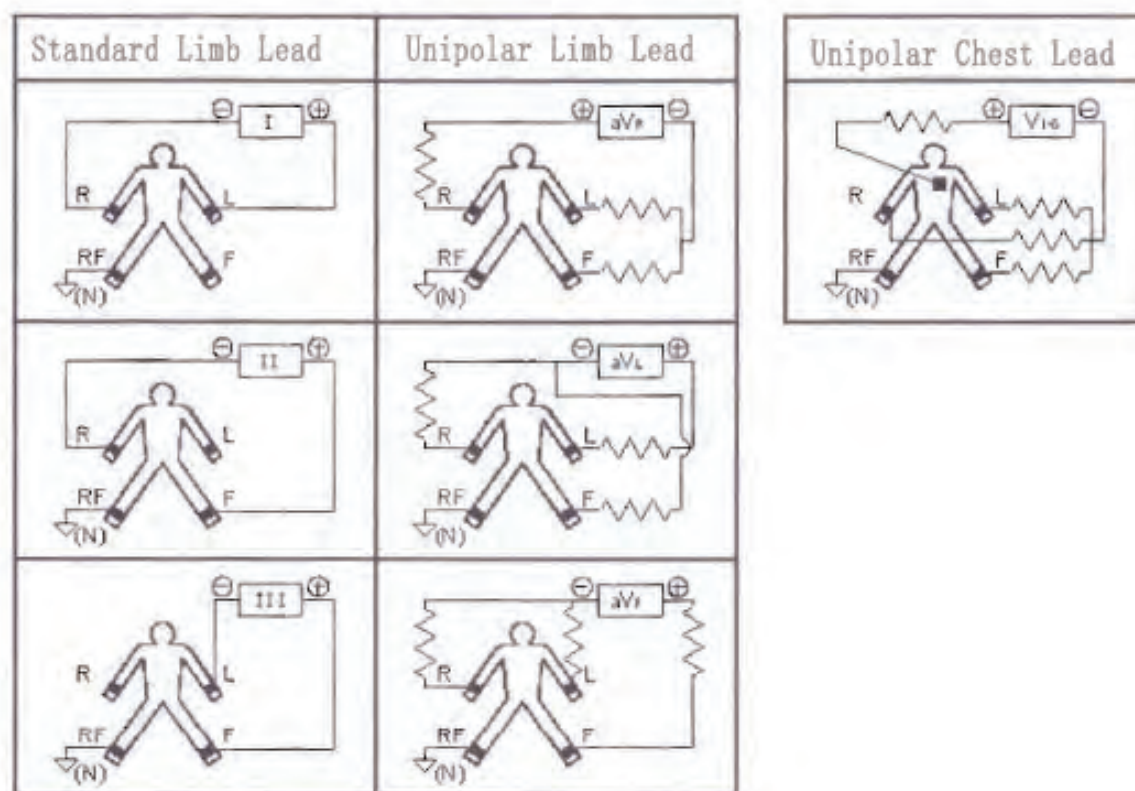 Standard Limb Lead
Unipolar Limb Lead
Unipolar Chest Lead
⊖ I ⊕
R L
RF F
(N)
⊕ aVR ⊖
R L
RF F
(N)
⊕ V1-6 ⊖
R L
RF F
(N)
⊖ II ⊕
R L
RF F
(N)
⊖ aVL ⊕
R L
RF F
(N)
⊖ III ⊕
R L
RF F
(N)
⊖ aVF ⊕
R L
RF F
(N)